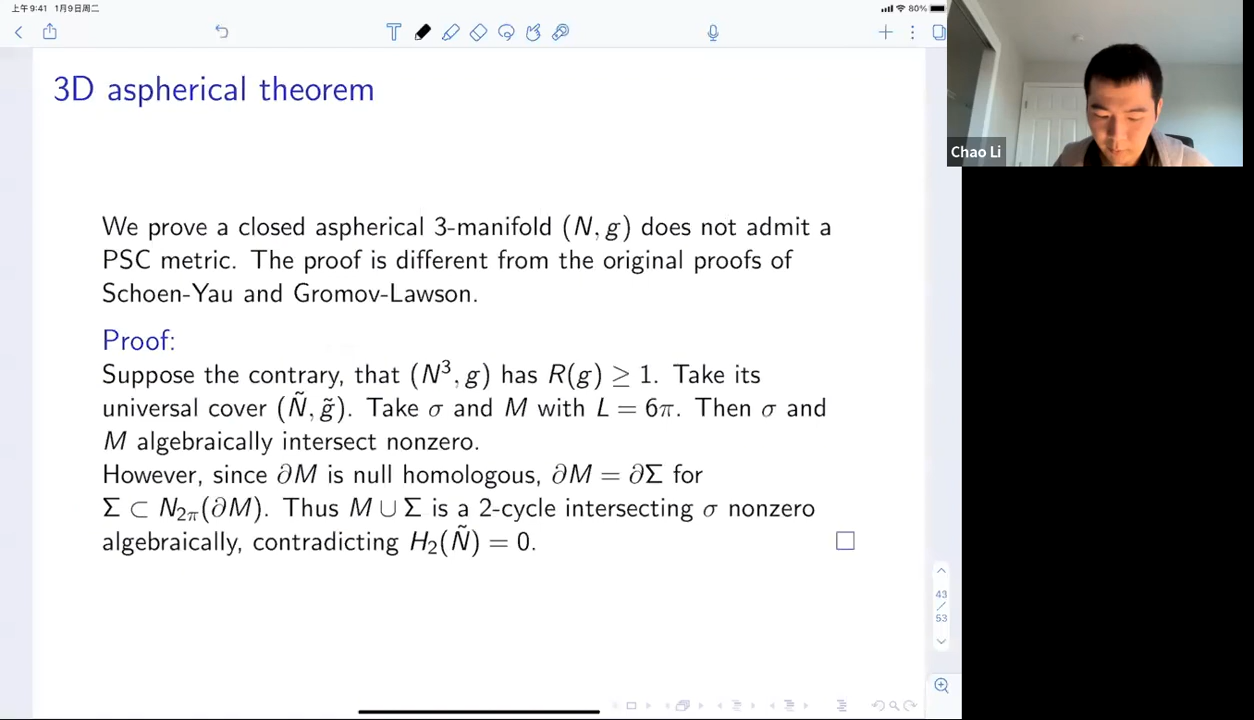 上午9:41 1月9日周二
80%
3D aspherical theorem
We prove a closed aspherical 3-manifold (N, g) does not admit a
PSC metric. The proof is different from the original proofs of
Schoen-Yau and Gromov-Lawson.
Proof:
Suppose the contrary, that (N³, g) has R(g) ≥ 1. Take its
universal cover (Ñ, g̃). Take σ and M with L = 6π. Then σ and
M algebraically intersect nonzero.
However, since ∂M is null homologous, ∂M = ∂Σ for
Σ ⊂ N₂π(∂M). Thus M ∪ Σ is a 2-cycle intersecting σ nonzero
algebraically, contradicting H₂(Ñ) = 0.
43
/
53
Chao Li